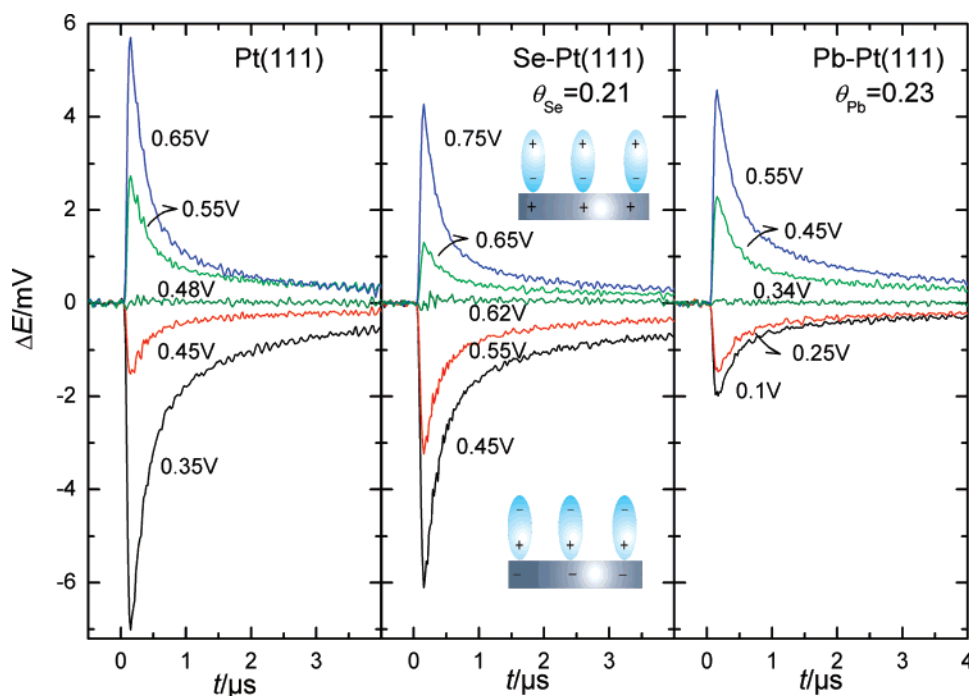 Pt(111)
Se-Pt(111)
θSe=0.21
Pb-Pt(111)
θPb=0.23
ΔE/mV
6
4
2
0
-2
-4
-6
0.65V
0.55V
0.48V
0.45V
0.35V
0.75V
+ + +
− − −
+ + +
0.65V
0.62V
0.55V
0.45V
− − −
+ + +
− − −
0.55V
0.45V
0.34V
0.25V
0.1V
0 1 2 3
0 1 2 3
0 1 2 3 4
t/μs
t/μs
t/μs